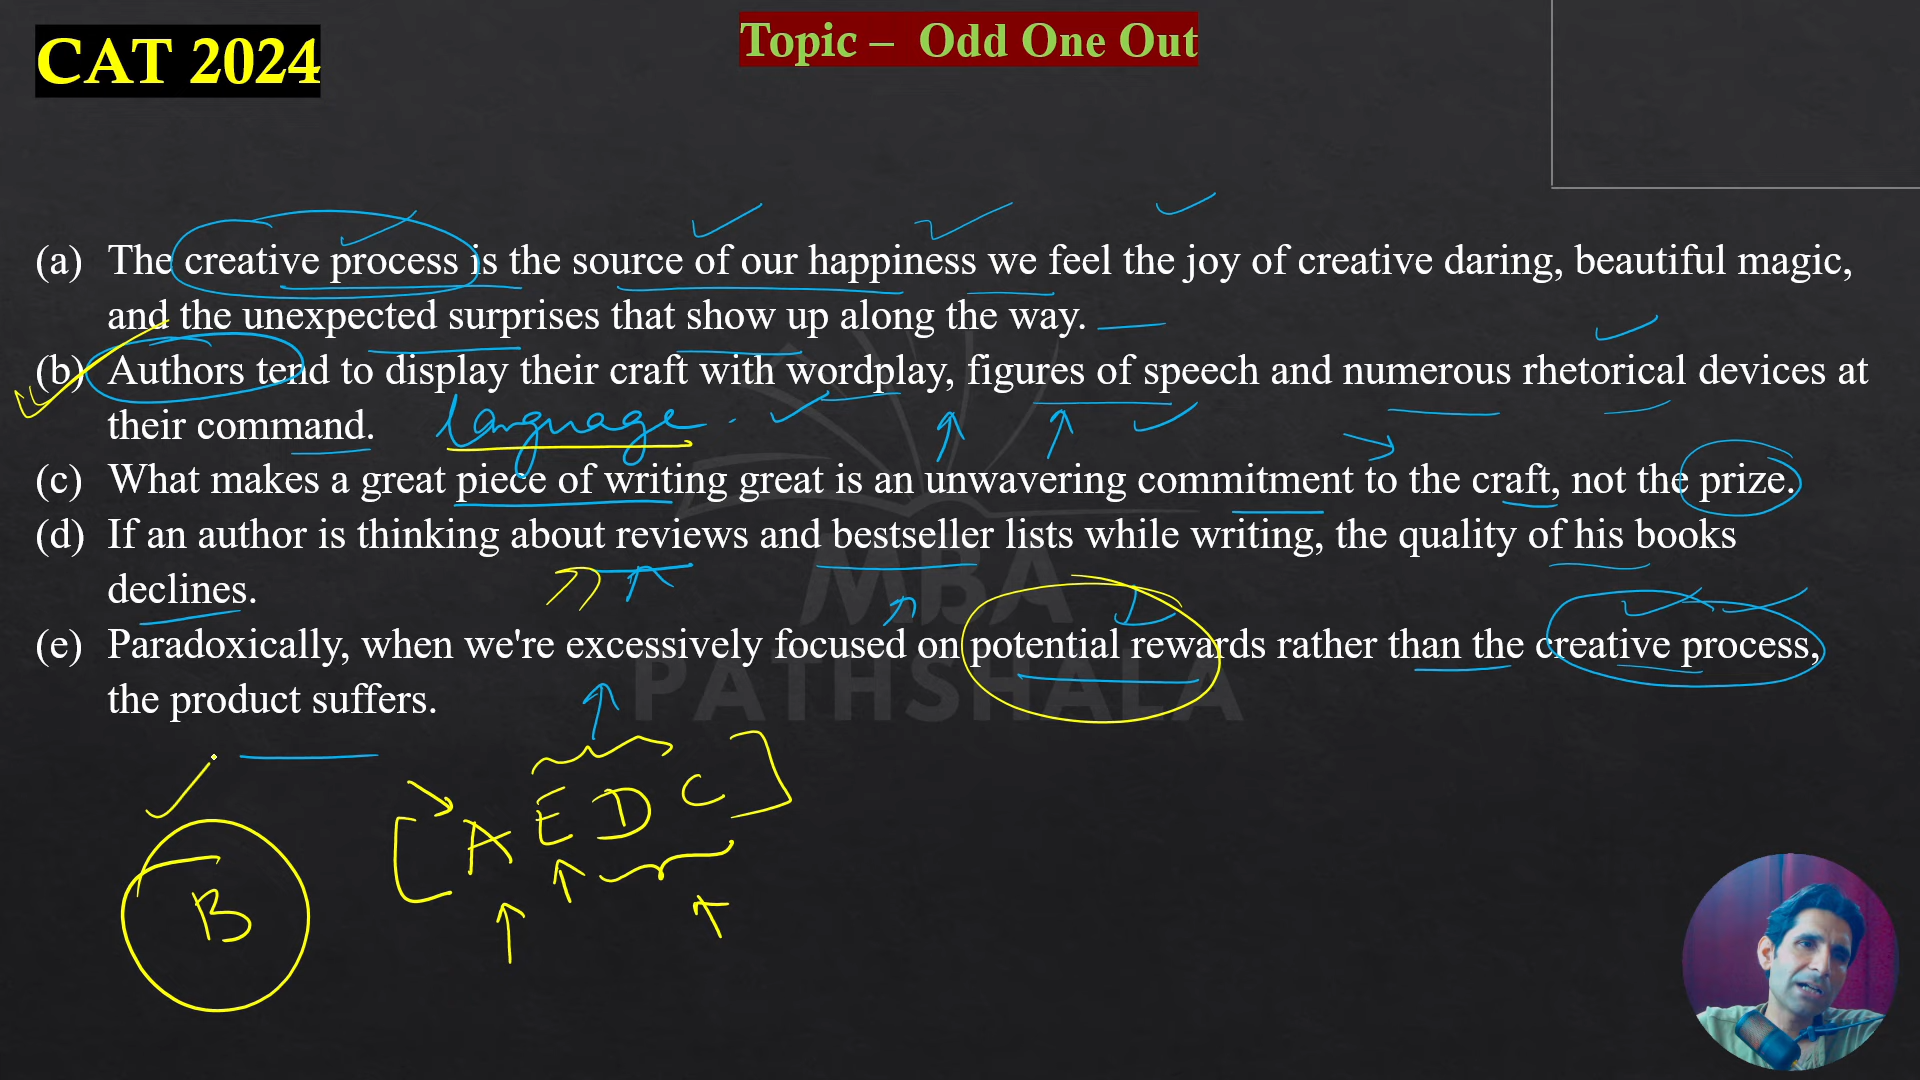 CAT 2024
Topic – Odd One Out
(a) The creative process is the source of our happiness we feel the joy of creative daring, beautiful magic,
and the unexpected surprises that show up along the way.
(b) Authors tend to display their craft with wordplay, figures of speech and numerous rhetorical devices at
their command. language.
(c) What makes a great piece of writing great is an unwavering commitment to the craft, not the prize.
(d) If an author is thinking about reviews and bestseller lists while writing, the quality of his books
declines.
(e) Paradoxically, when we're excessively focused on potential rewards rather than the creative process,
the product suffers.
MBA
PATHSHALA
[A E D C]
B